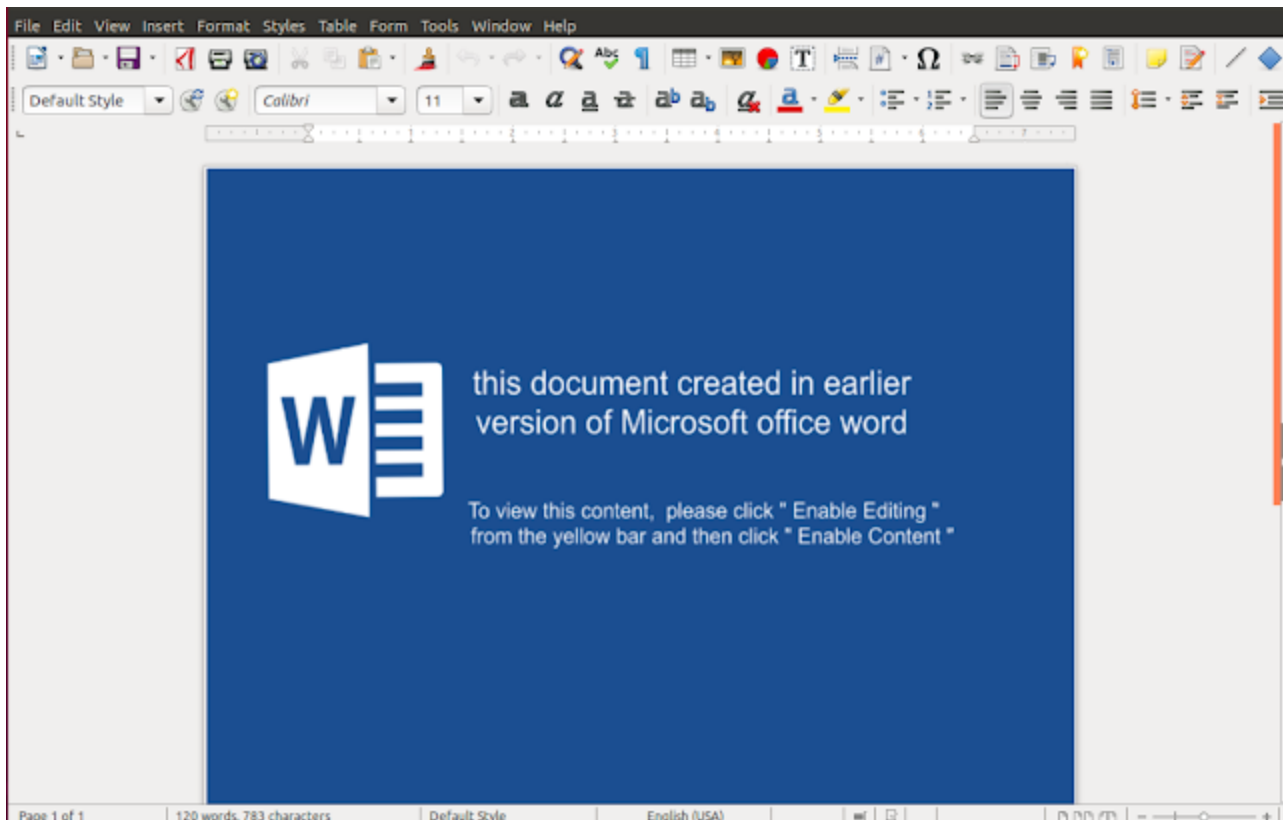 File Edit View Insert Format Styles Table Form Tools Window Help
Default Style Calibri 11
W
this document created in earlier
version of Microsoft office word
To view this content, please click " Enable Editing "
from the yellow bar and then click " Enable Content "
Page 1 of 1 120 words, 783 characters Default Style English (USA)